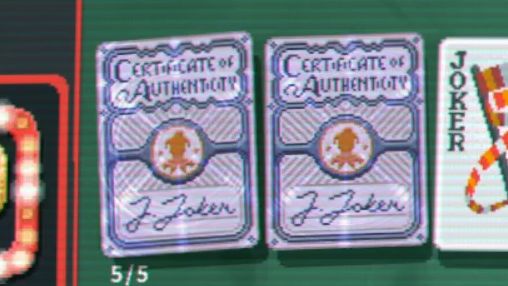 CERTIFICATE OF
AUTHENTICITY
J. Joker
CERTIFICATE OF
AUTHENTICITY
J. Joker
JOKER
5/5